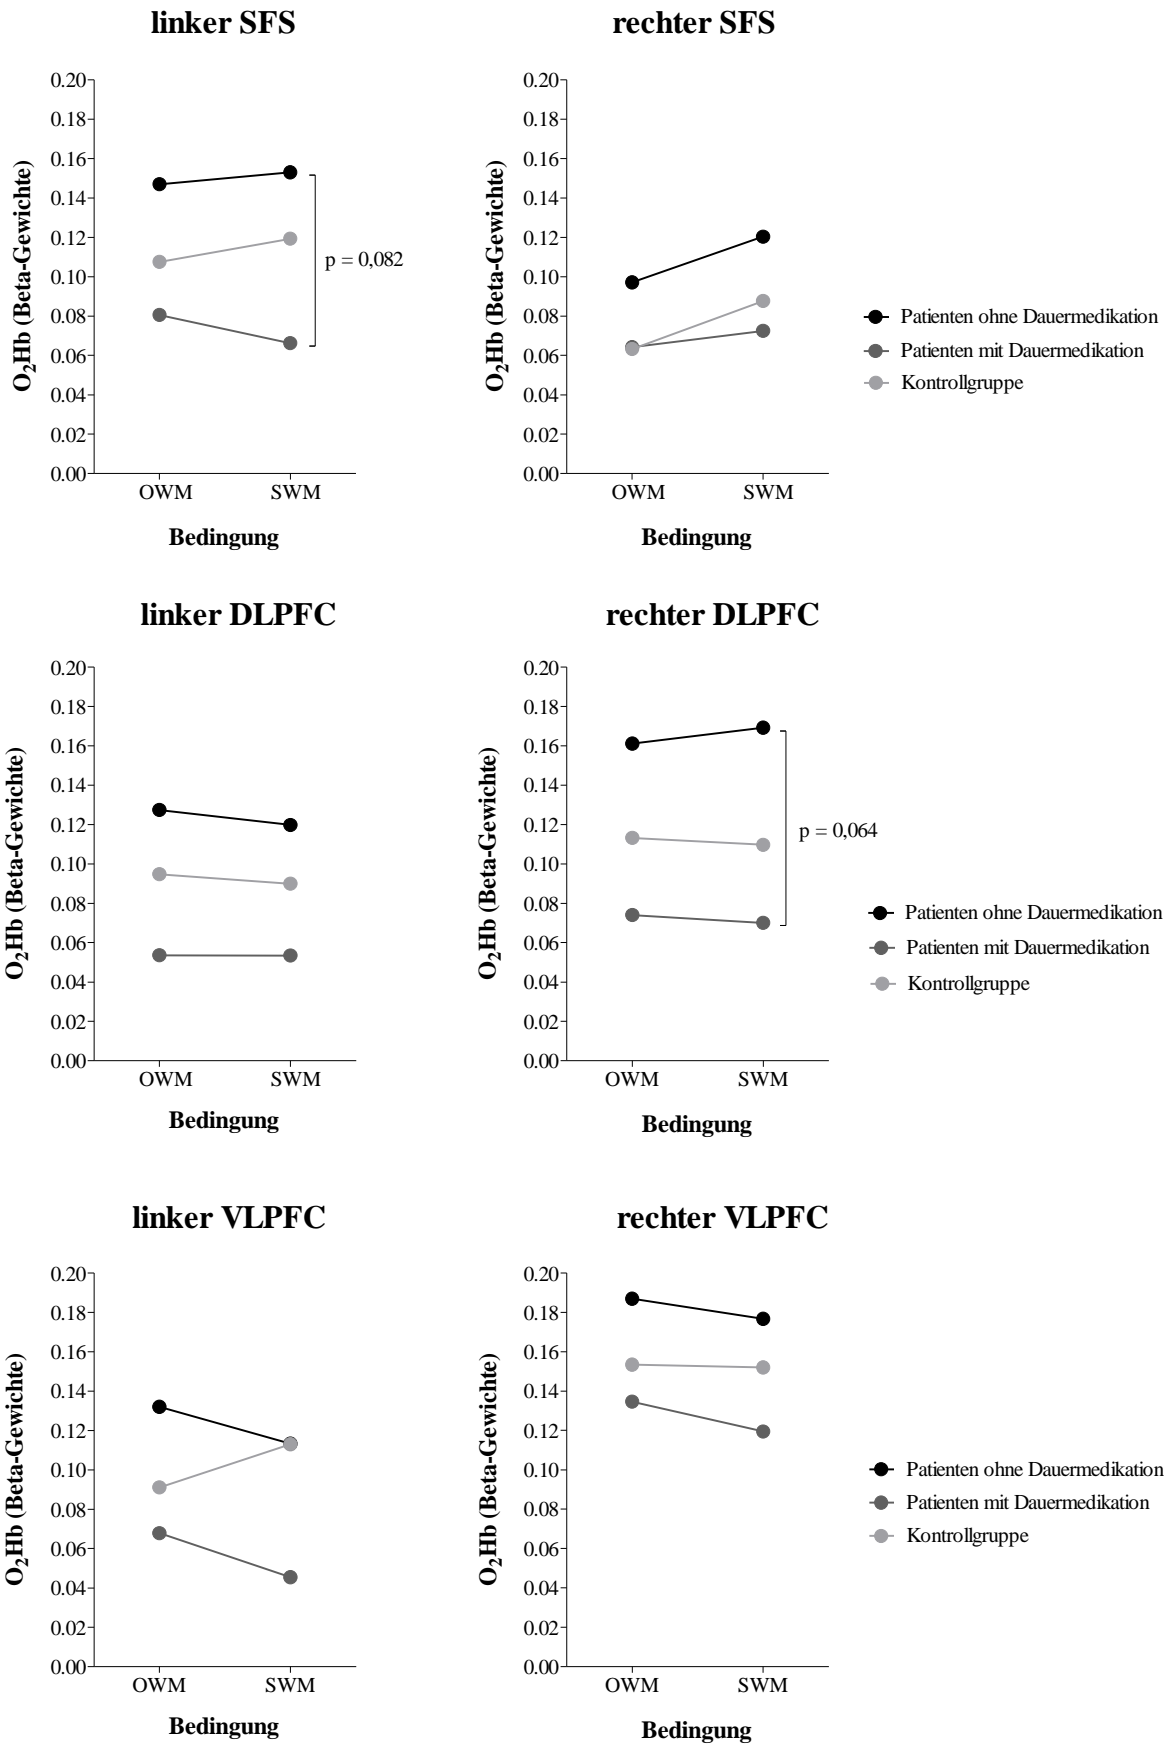 linker SFS
O₂Hb (Beta-Gewichte)
0.20
0.18
0.16
0.14
0.12
0.10
0.08
0.06
0.04
0.02
0.00
p = 0,082
OWM SWM
Bedingung
rechter SFS
O₂Hb (Beta-Gewichte)
0.20
0.18
0.16
0.14
0.12
0.10
0.08
0.06
0.04
0.02
0.00
OWM SWM
Bedingung
Patienten ohne Dauermedikation
Patienten mit Dauermedikation
Kontrollgruppe
linker DLPFC
O₂Hb (Beta-Gewichte)
0.20
0.18
0.16
0.14
0.12
0.10
0.08
0.06
0.04
0.02
0.00
OWM SWM
Bedingung
rechter DLPFC
O₂Hb (Beta-Gewichte)
0.20
0.18
0.16
0.14
0.12
0.10
0.08
0.06
0.04
0.02
0.00
p = 0,064
OWM SWM
Bedingung
Patienten ohne Dauermedikation
Patienten mit Dauermedikation
Kontrollgruppe
linker VLPFC
O₂Hb (Beta-Gewichte)
0.20
0.18
0.16
0.14
0.12
0.10
0.08
0.06
0.04
0.02
0.00
OWM SWM
Bedingung
rechter VLPFC
O₂Hb (Beta-Gewichte)
0.20
0.18
0.16
0.14
0.12
0.10
0.08
0.06
0.04
0.02
0.00
OWM SWM
Bedingung
Patienten ohne Dauermedikation
Patienten mit Dauermedikation
Kontrollgruppe